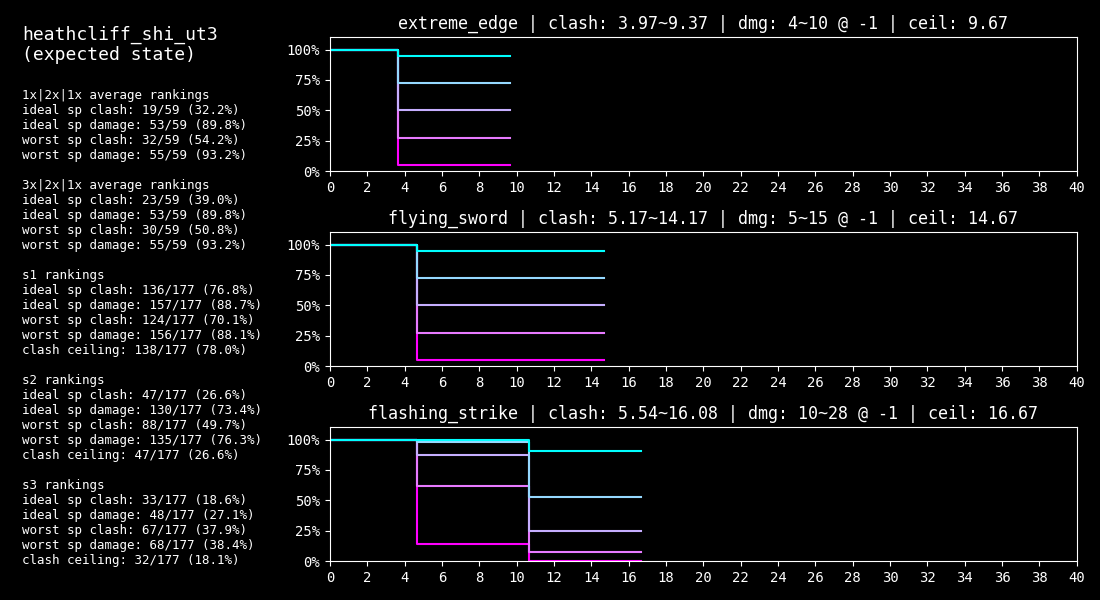 heathcliff_shi_ut3
(expected state)
1x|2x|1x average rankings
ideal sp clash: 19/59 (32.2%)
ideal sp damage: 53/59 (89.8%)
worst sp clash: 32/59 (54.2%)
worst sp damage: 55/59 (93.2%)
3x|2x|1x average rankings
ideal sp clash: 23/59 (39.0%)
ideal sp damage: 53/59 (89.8%)
worst sp clash: 30/59 (50.8%)
worst sp damage: 55/59 (93.2%)
s1 rankings
ideal sp clash: 136/177 (76.8%)
ideal sp damage: 157/177 (88.7%)
worst sp clash: 124/177 (70.1%)
worst sp damage: 156/177 (88.1%)
clash ceiling: 138/177 (78.0%)
s2 rankings
ideal sp clash: 47/177 (26.6%)
ideal sp damage: 130/177 (73.4%)
worst sp clash: 88/177 (49.7%)
worst sp damage: 135/177 (76.3%)
clash ceiling: 47/177 (26.6%)
s3 rankings
ideal sp clash: 33/177 (18.6%)
ideal sp damage: 48/177 (27.1%)
worst sp clash: 67/177 (37.9%)
worst sp damage: 68/177 (38.4%)
clash ceiling: 32/177 (18.1%)
extreme_edge | clash: 3.97~9.37 | dmg: 4~10 @ -1 | ceil: 9.67
100%
75%
50%
25%
0%
0 2 4 6 8 10 12 14 16 18 20 22 24 26 28 30 32 34 36 38 40
flying_sword | clash: 5.17~14.17 | dmg: 5~15 @ -1 | ceil: 14.67
100%
75%
50%
25%
0%
0 2 4 6 8 10 12 14 16 18 20 22 24 26 28 30 32 34 36 38 40
flashing_strike | clash: 5.54~16.08 | dmg: 10~28 @ -1 | ceil: 16.67
100%
75%
50%
25%
0%
0 2 4 6 8 10 12 14 16 18 20 22 24 26 28 30 32 34 36 38 40